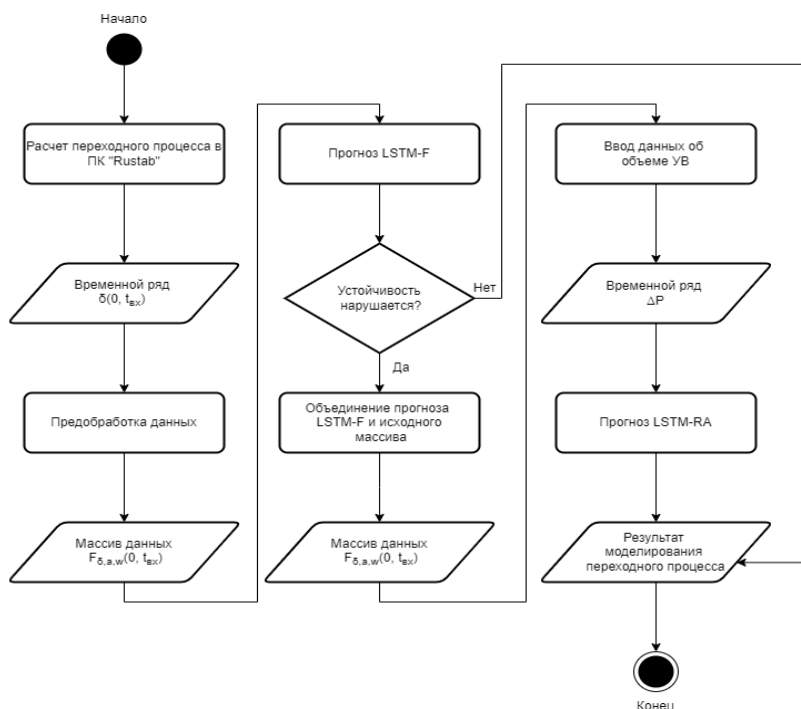 Начало
Расчет переходного процесса в
ПК "Rustab"
Временной ряд
δ(0, tвх)
Предобработка данных
Массив данных
Fδ,a,w(0, tвх)
Прогноз LSTM-F
Устойчивость
нарушается?
Нет
Да
Объединение прогноза
LSTM-F и исходного
массива
Массив данных
Fδ,a,w(0, tвх)
Ввод данных об
объеме УВ
Временной ряд
ΔP
Прогноз LSTM-RA
Результат
моделирования
переходного процесса
Конец